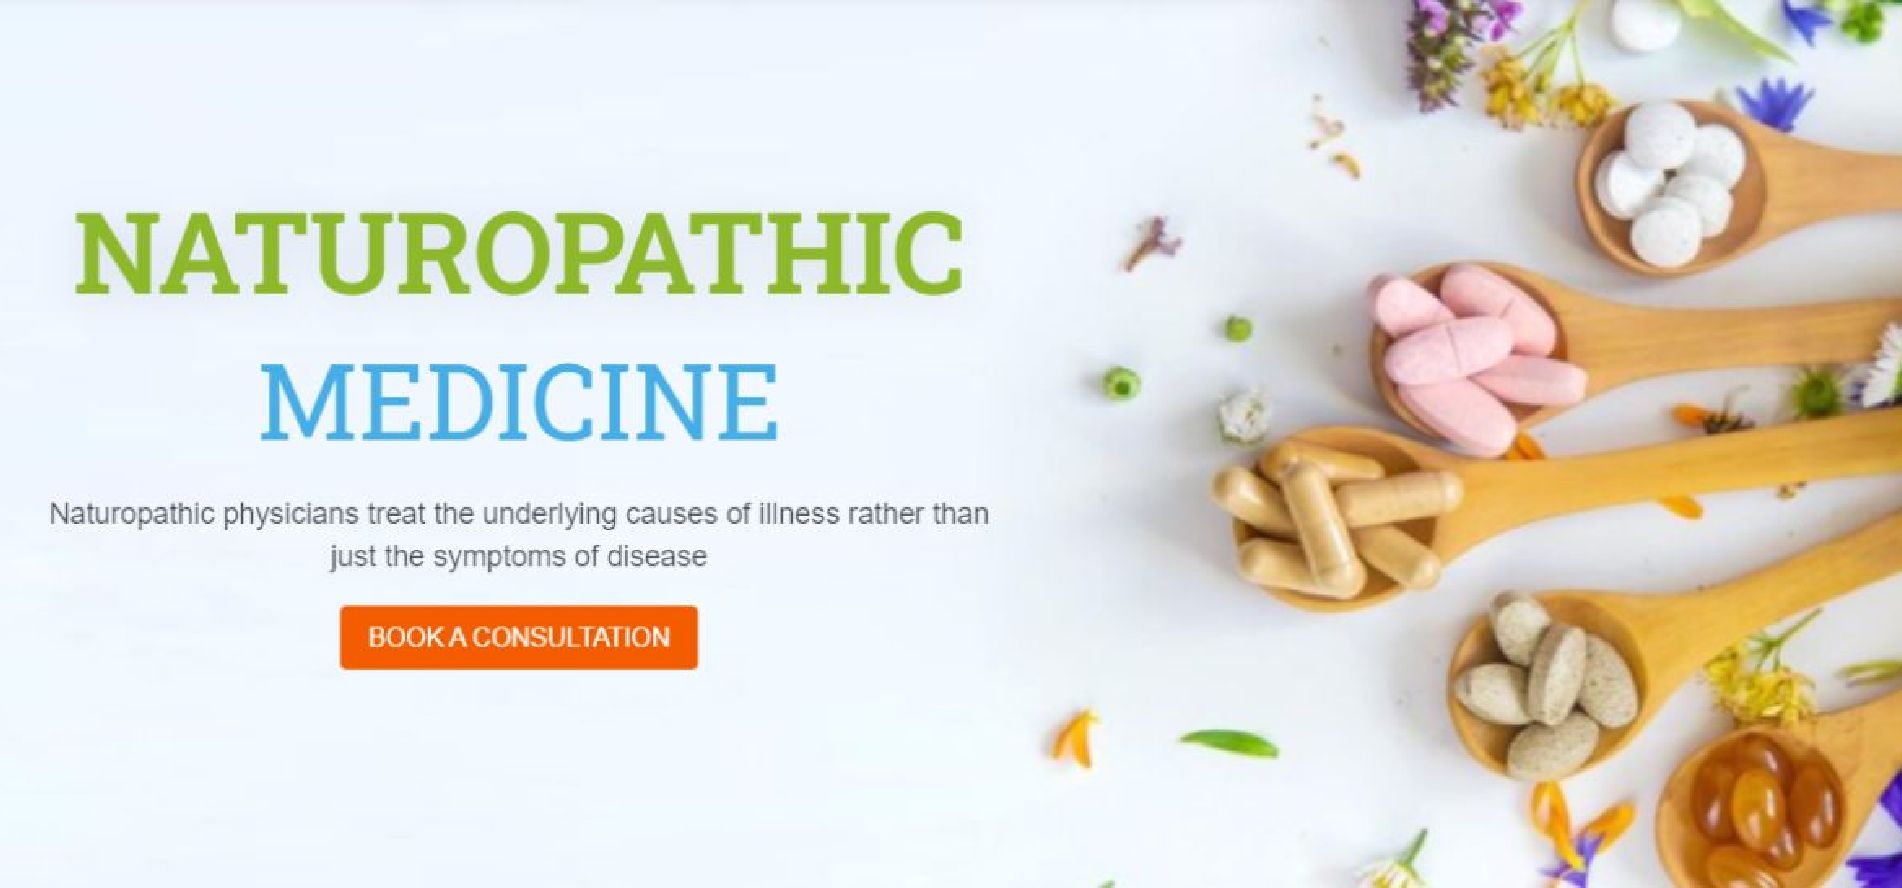 NATUROPATHIC
MEDICINE
Naturopathic physicians treat the underlying causes of illness rather than
just the symptoms of disease
BOOK A CONSULTATION